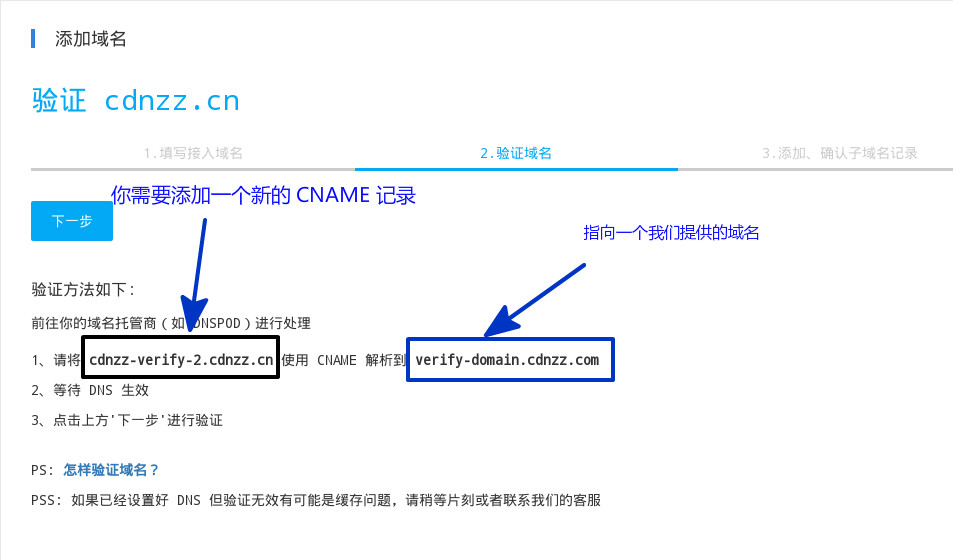 添加域名
验证 cdnzz.cn
1.填写接入域名
2.验证域名
3.添加、确认子域名记录
你需要添加一个新的 CNAME 记录
下一步
指向一个我们提供的域名
验证方法如下:
前往你的域名托管商(如 DNSPOD)进行处理
1、请将 cdnzz-verify-2.cdnzz.cn 使用 CNAME 解析到 verify-domain.cdnzz.com
2、等待 DNS 生效
3、点击上方'下一步'进行验证
PS: 怎样验证域名？
PSS: 如果已经设置好 DNS 但验证无效有可能是缓存问题, 请稍等片刻或者联系我们的客服